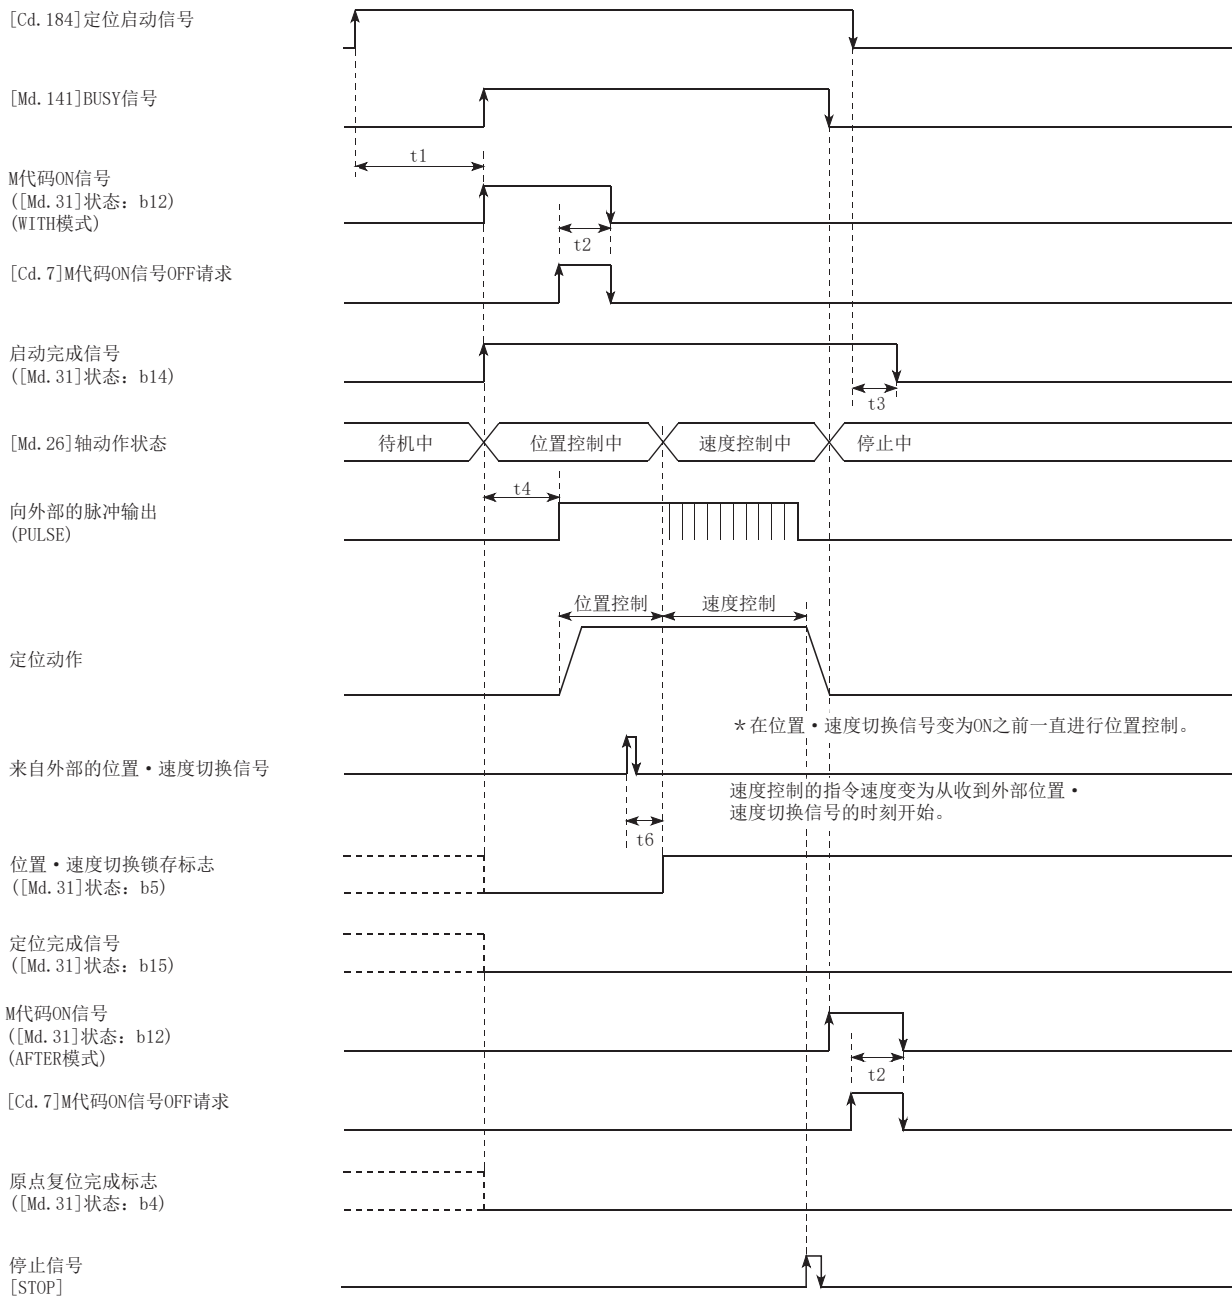 [Cd.184]定位启动信号
[Md.141]BUSY信号
t1
M代码ON信号
([Md.31]状态：b12)
(WITH模式)
t2
[Cd.7]M代码ON信号OFF请求
启动完成信号
([Md.31]状态：b14)
t3
[Md.26]轴动作状态
待机中
位置控制中
速度控制中
停止中
t4
向外部的脉冲输出
(PULSE)
位置控制
速度控制
定位动作
＊在位置・速度切换信号变为ON之前一直进行位置控制。
来自外部的位置・速度切换信号
速度控制的指令速度变为从收到外部位置・
速度切换信号的时刻开始。
t6
位置・速度切换锁存标志
([Md.31]状态：b5)
定位完成信号
([Md.31]状态：b15)
M代码ON信号
([Md.31]状态：b12)
(AFTER模式)
t2
[Cd.7]M代码ON信号OFF请求
原点复位完成标志
([Md.31]状态：b4)
停止信号
[STOP]